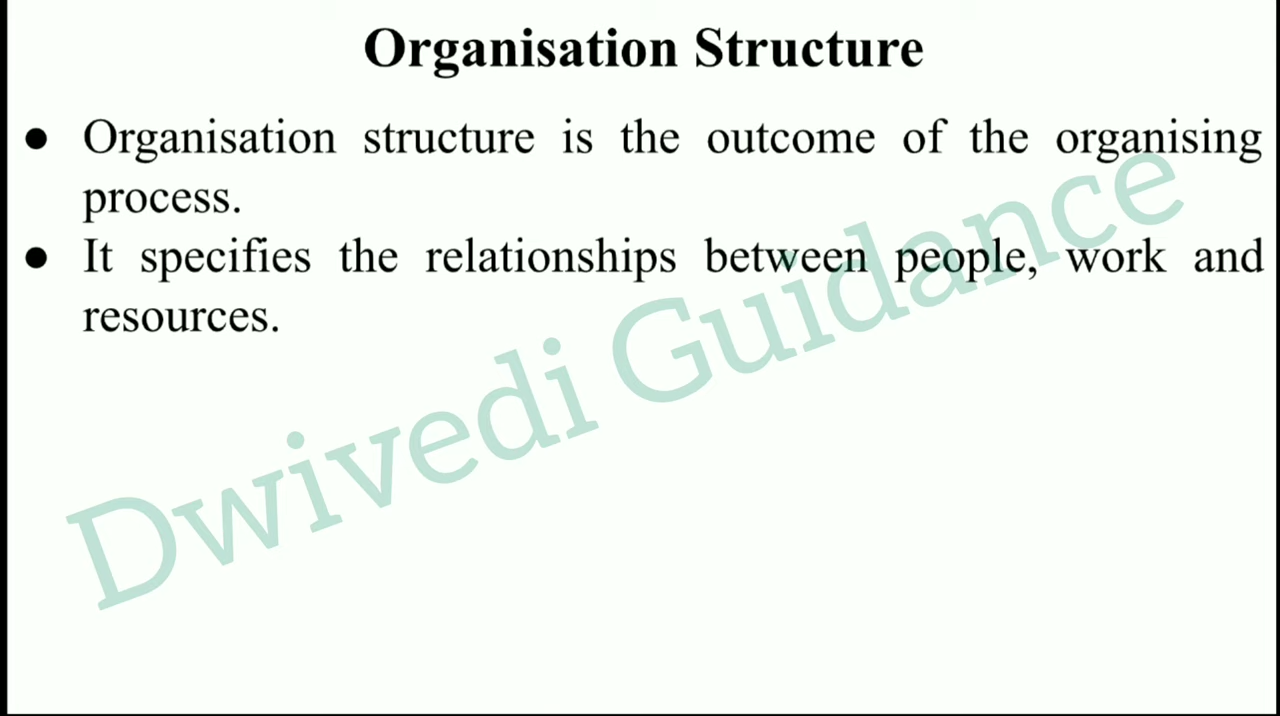 Organisation Structure
● Organisation structure is the outcome of the organising
process.
● It specifies the relationships between people, work and
resources.
Dwivedi Guidance